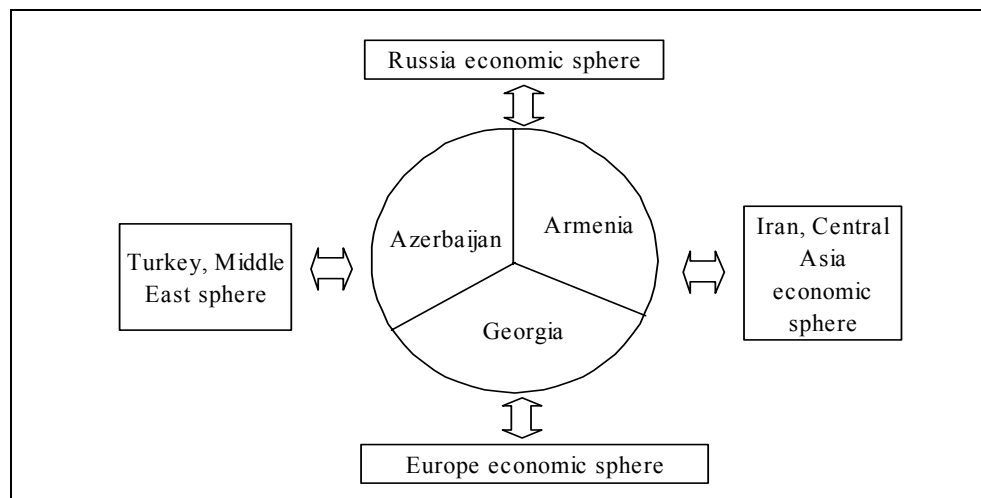 Russia economic sphere
Azerbaijan
Armenia
Turkey, Middle
East sphere
Iran, Central
Asia
economic
sphere
Georgia
Europe economic sphere